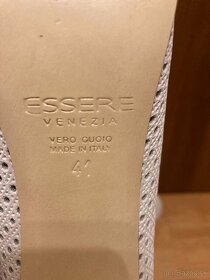 ESSERE
VENEZIA
VERO CUOIO
MADE IN ITALY
41